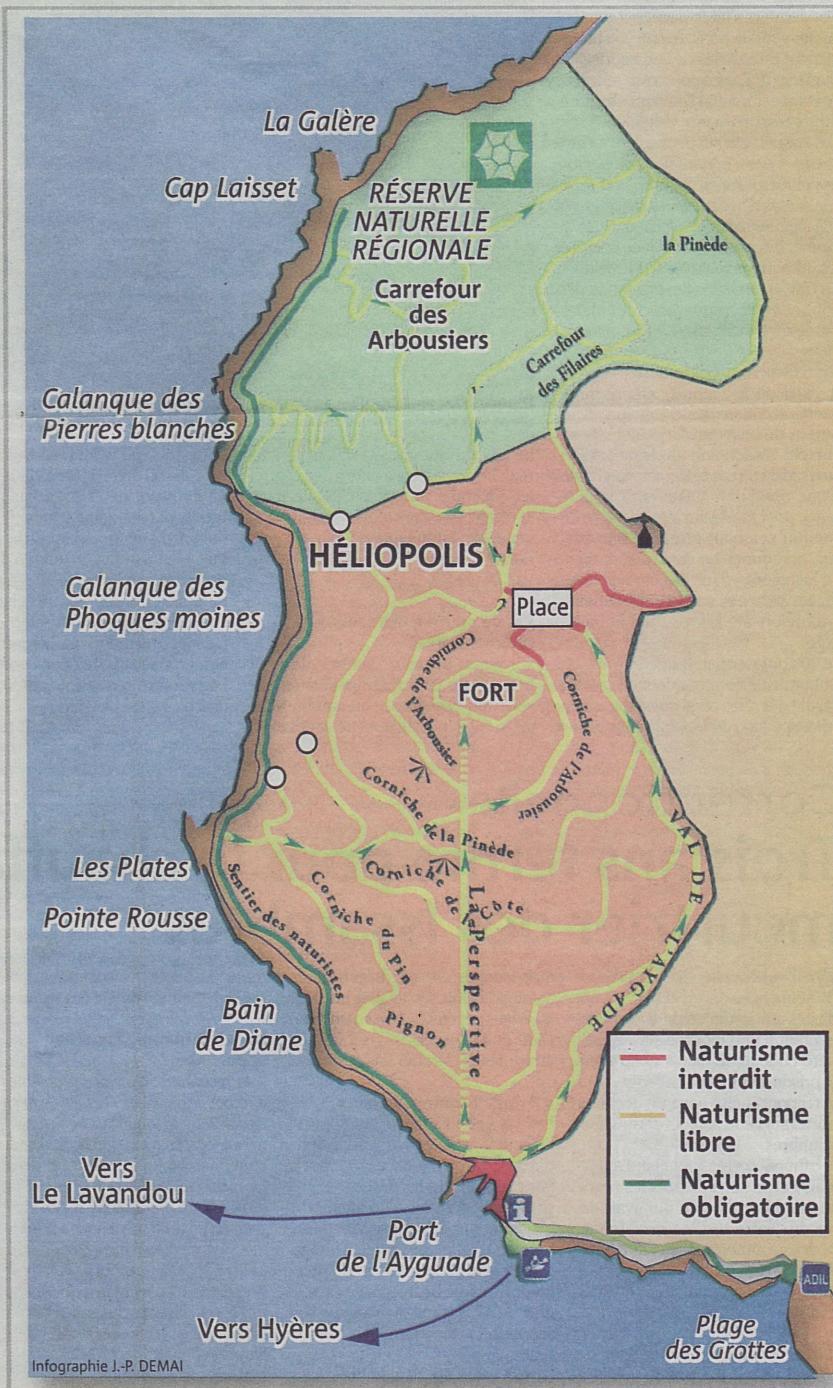 La Galère
Cap Laisset
RÉSERVE
NATURELLE
RÉGIONALE
la Pinède
Carrefour
des
Arbousiers
Carrefour
des Filaires
Calanque des
Pierres blanches
HÉLIOPOLIS
Calanque des
Phoques moines
Place
Corniche de
l'Arbousier
FORT
Corniche de l'Arbousier
Corniche de la Pinède
VAL DE L'AYGADE
Les Plates
Corniche de la Côte
Corniche du Pin
Pignon
La Perspective
Sentier des naturistes
Pointe Rousse
Bain
de Diane
Naturisme
interdit
Naturisme
libre
Naturisme
obligatoire
Vers
Le Lavandou
i
Port
de l'Ayguade
ADIL
Vers Hyères
Plage
des Grottes
Infographie J.-P. DEMAI